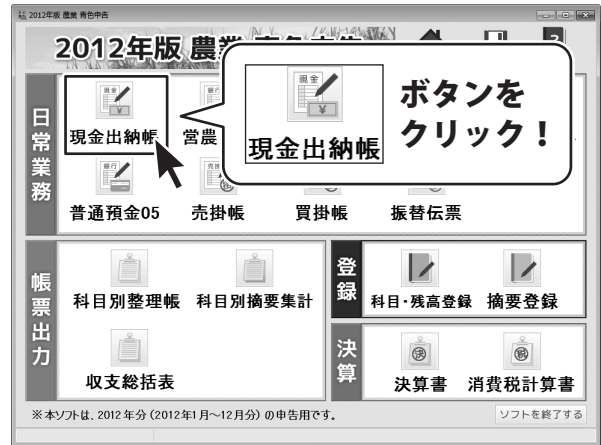 2012年版 農業 青色申告
2012年版 農業 青色申告
日常業務
現金出納帳
営農
現金出納帳
ボタンを
クリック！
普通預金05
売掛帳
買掛帳
振替伝票
帳票出力
科目別整理帳
科目別摘要集計
収支総括表
登録
科目・残高登録
摘要登録
決算
決算書
消費税計算書
※本ソフトは、2012年分（2012年1月～12月分）の申告用です。
ソフトを終了する